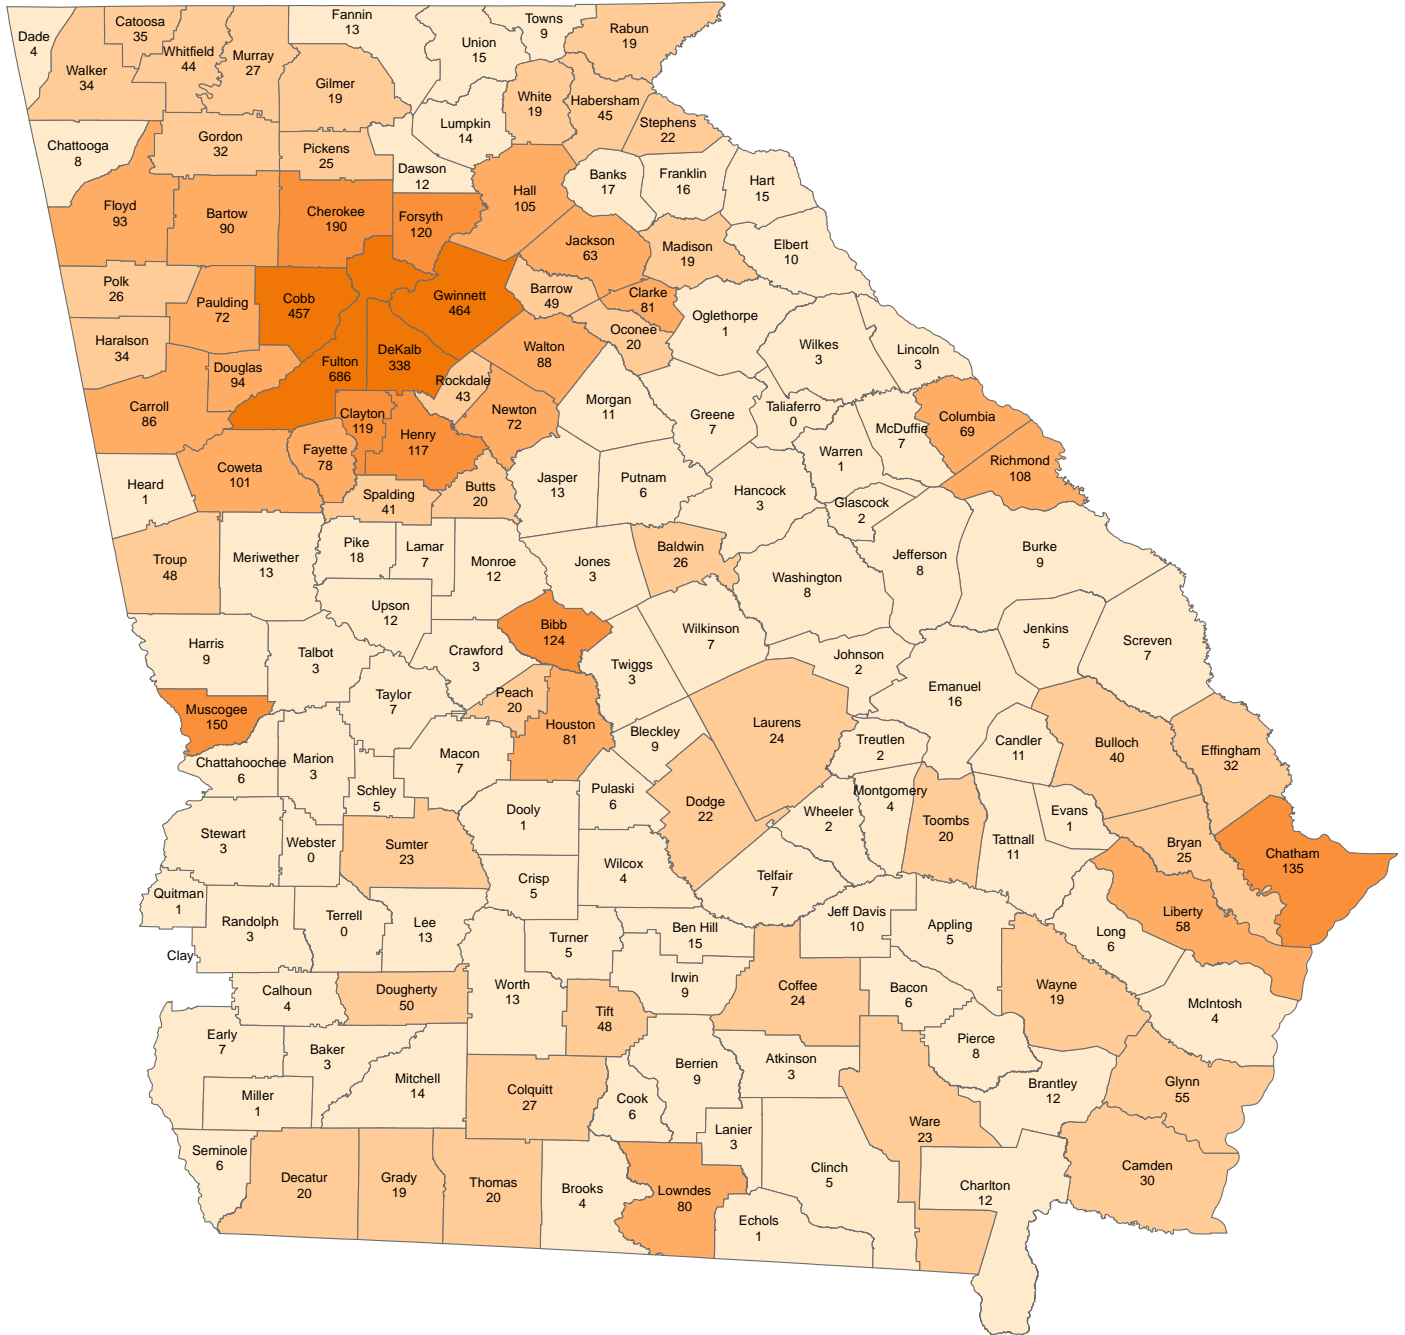 Dade
4
Catoosa
35
Fannin
13
Towns
9
Rabun
19
Walker
34
Whitfield
44
Murray
27
Union
15
Gilmer
19
White
19
Habersham
45
Lumpkin
14
Stephens
22
Chattooga
8
Gordon
32
Pickens
25
Dawson
12
Hall
105
Banks
17
Franklin
16
Hart
15
Floyd
93
Bartow
90
Cherokee
190
Forsyth
120
Jackson
63
Madison
19
Elbert
10
Polk
26
Paulding
72
Cobb
457
Gwinnett
464
Barrow
49
Clarke
81
Oglethorpe
1
Haralson
34
Oconee
20
Wilkes
3
Lincoln
3
Douglas
94
Fulton
686
DeKalb
338
Walton
88
Rockdale
43
Carroll
86
Clayton
119
Henry
117
Newton
72
Morgan
11
Greene
7
Taliaferro
0
McDuffie
7
Columbia
69
Fayette
78
Coweta
101
Warren
1
Richmond
108
Heard
1
Spalding
41
Butts
20
Jasper
13
Putnam
6
Hancock
3
Glascock
2
Troup
48
Meriwether
13
Pike
18
Lamar
7
Monroe
12
Jones
3
Baldwin
26
Washington
8
Jefferson
8
Burke
9
Upson
12
Bibb
124
Wilkinson
7
Jenkins
5
Screven
7
Harris
9
Talbot
3
Crawford
3
Twiggs
3
Johnson
2
Emanuel
16
Muscogee
150
Taylor
7
Peach
20
Houston
81
Bleckley
9
Laurens
24
Treutlen
2
Candler
11
Bulloch
40
Effingham
32
Chattahoochee
6
Marion
3
Macon
7
Schley
5
Pulaski
6
Dodge
22
Wheeler
2
Montgomery
4
Toombs
20
Tattnall
11
Evans
1
Stewart
3
Webster
0
Sumter
23
Dooly
1
Bryan
25
Chatham
135
Wilcox
4
Crisp
5
Telfair
7
Quitman
1
Randolph
3
Terrell
0
Lee
13
Turner
5
Ben Hill
15
Jeff Davis
10
Appling
5
Long
6
Liberty
58
Clay
Calhoun
4
Dougherty
50
Worth
13
Irwin
9
Coffee
24
Bacon
6
Wayne
19
McIntosh
4
Tift
48
Early
7
Baker
3
Berrien
9
Atkinson
3
Pierce
8
Mitchell
14
Miller
1
Colquitt
27
Cook
6
Brantley
12
Glynn
55
Lanier
3
Ware
23
Seminole
6
Decatur
20
Grady
19
Thomas
20
Brooks
4
Lowndes
80
Clinch
5
Charlton
12
Camden
30
Echols
1